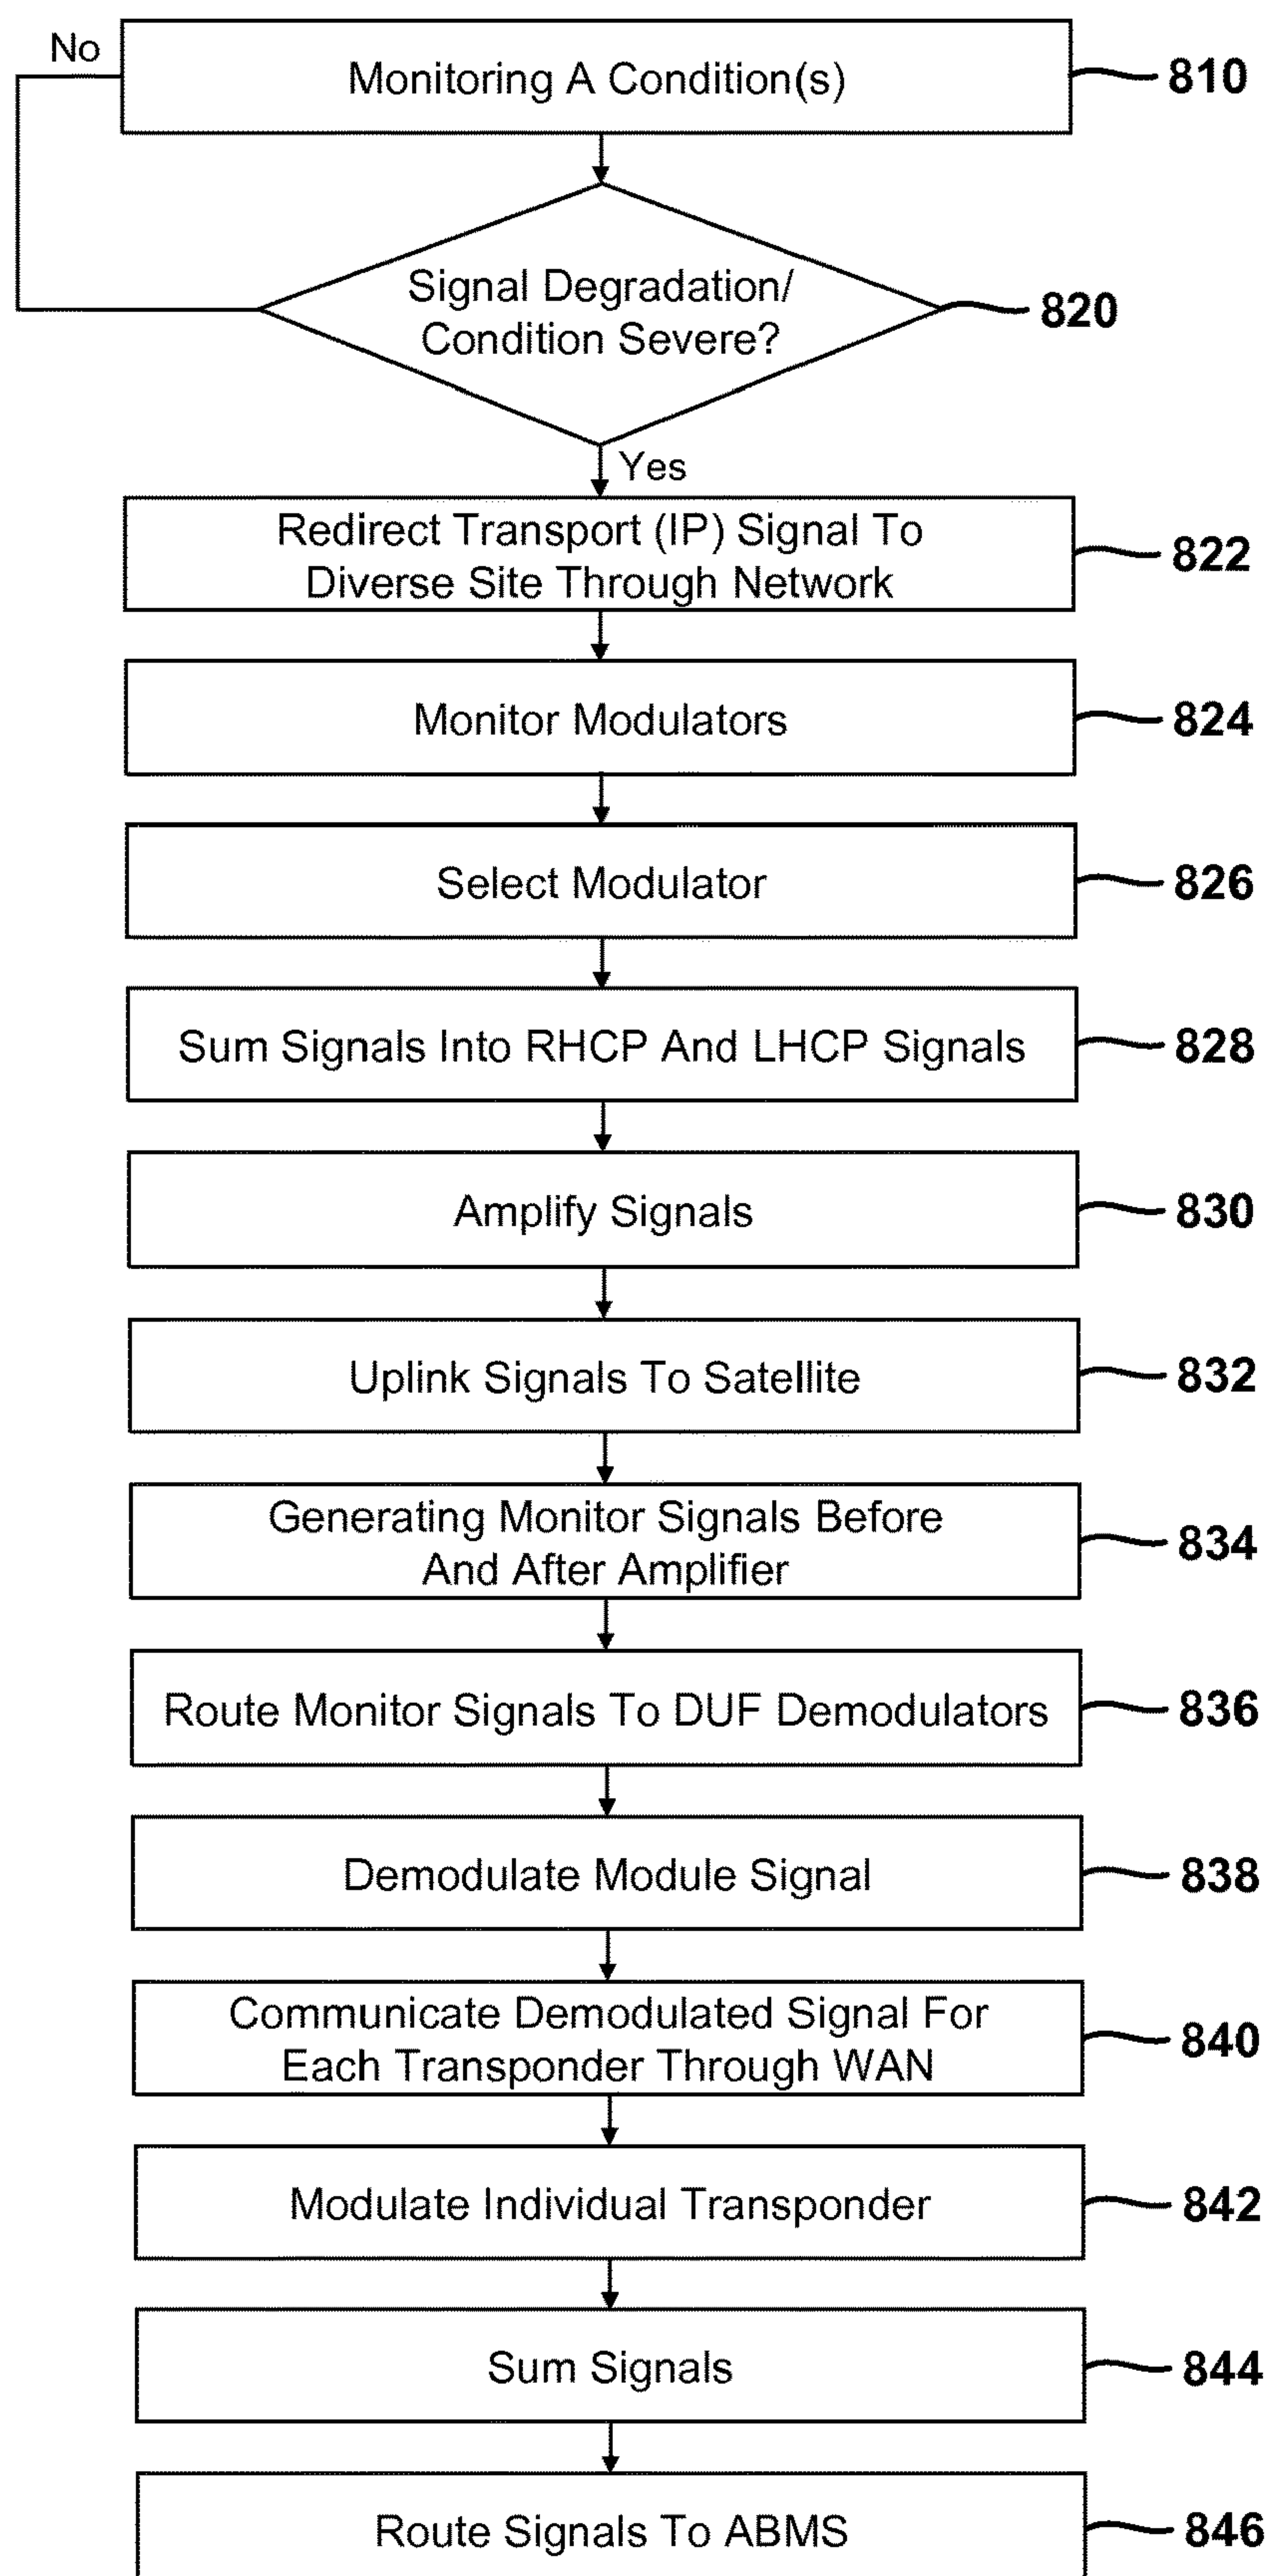 No
Monitoring A Condition(s)
810
Signal Degradation/
Condition Severe?
820
Yes
Redirect Transport (IP) Signal To
Diverse Site Through Network
822
Monitor Modulators
824
Select Modulator
826
Sum Signals Into RHCP And LHCP Signals
828
Amplify Signals
830
Uplink Signals To Satellite
832
Generating Monitor Signals Before
And After Amplifier
834
Route Monitor Signals To DUF Demodulators
836
Demodulate Module Signal
838
Communicate Demodulated Signal For
Each Transponder Through WAN
840
Modulate Individual Transponder
842
Sum Signals
844
Route Signals To ABMS
846